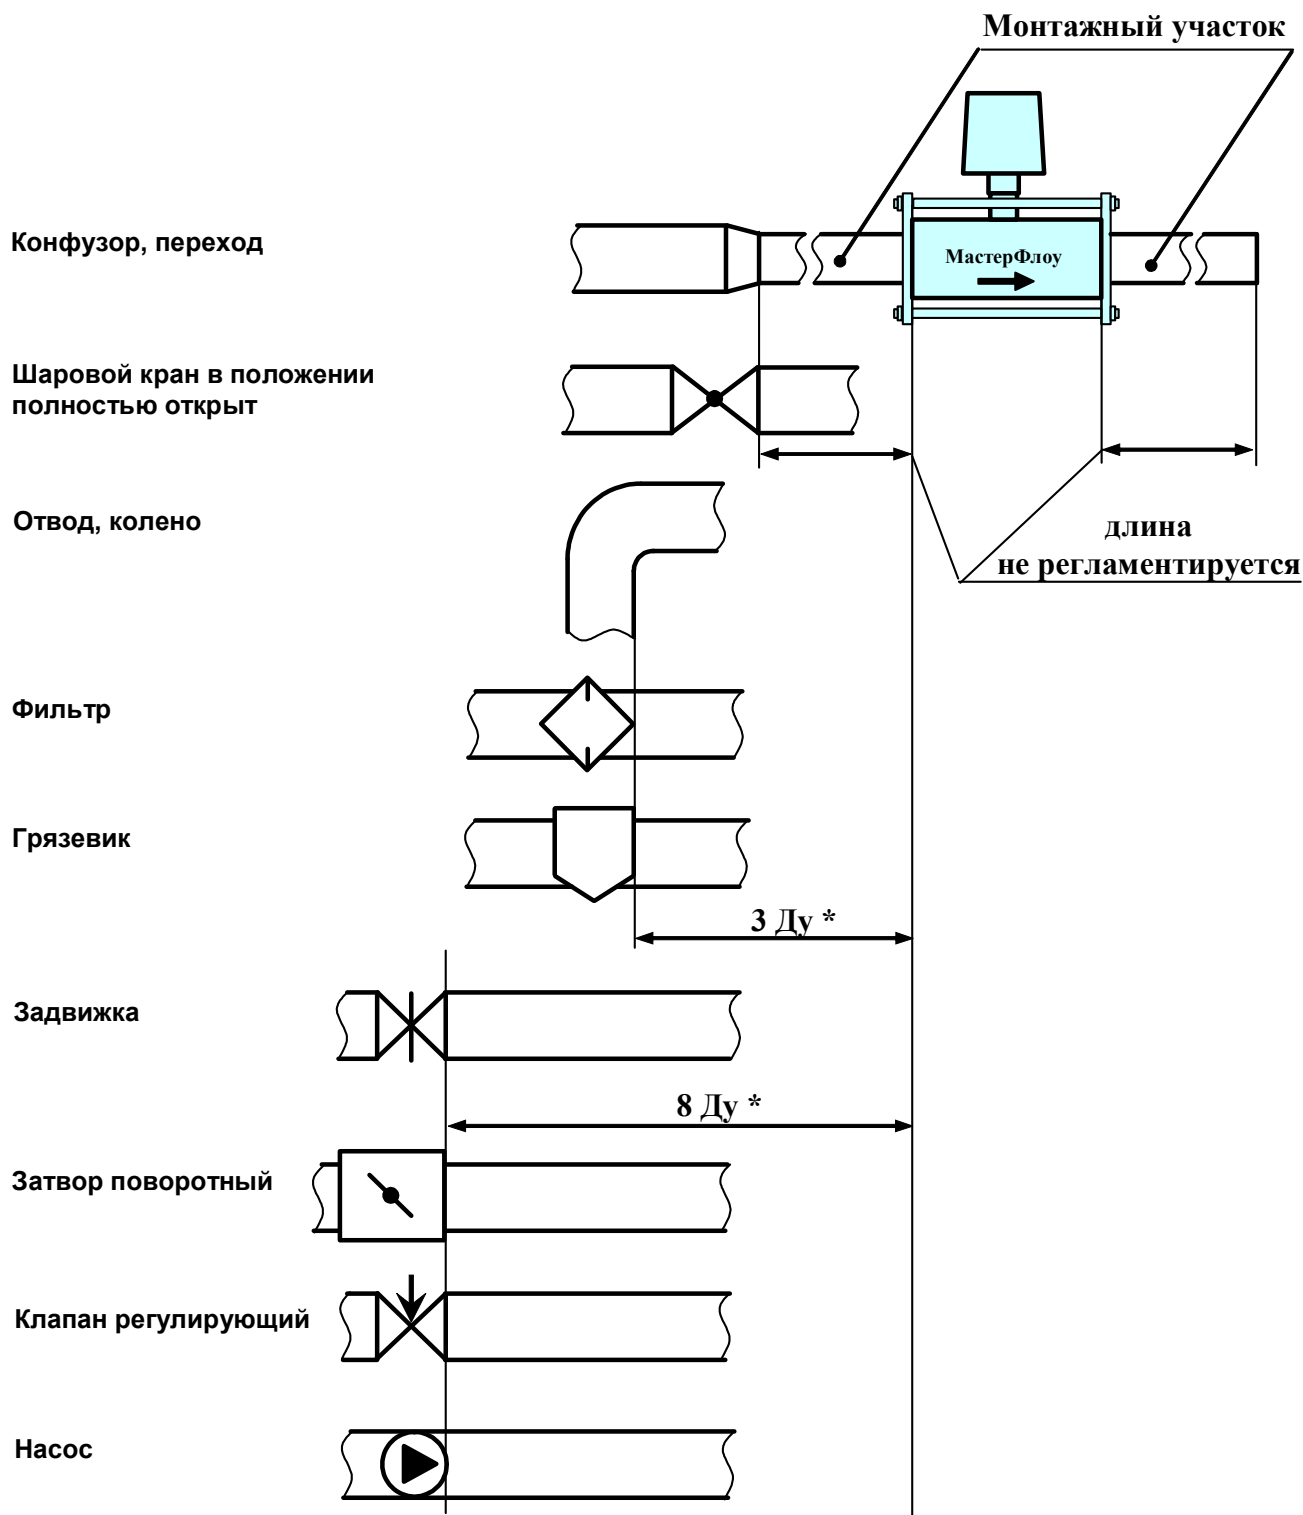 Монтажный участок
Конфузор, переход
МастерФлоу
Шаровой кран в положении
полностью открыт
Отвод, колено
длина
не регламентируется
Фильтр
Грязевик
3 Ду *
Задвижка
8 Ду *
Затвор поворотный
Клапан регулирующий
Насос